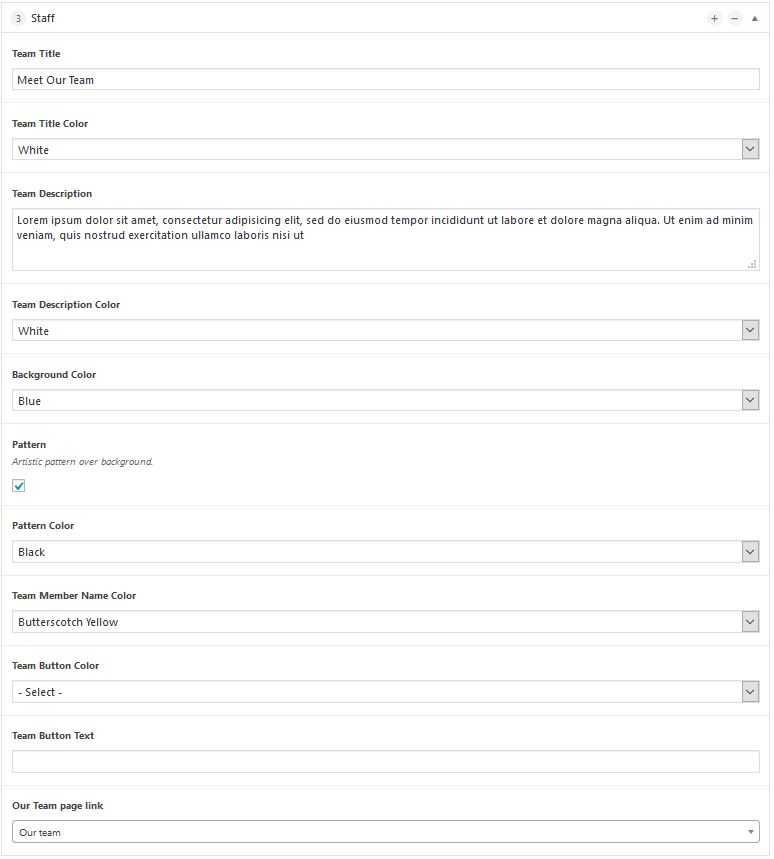 3 Staff
Team Title
Meet Our Team
Team Title Color
White
Team Description
Lorem ipsum dolor sit amet, consectetur adipisicing elit, sed do eiusmod tempor incididunt ut labore et dolore magna aliqua. Ut enim ad minim
veniam, quis nostrud exercitation ullamco laboris nisi ut
Team Description Color
White
Background Color
Blue
Pattern
Artistic pattern over background.
Pattern Color
Black
Team Member Name Color
Butterscotch Yellow
Team Button Color
- Select -
Team Button Text
Our Team page link
Our team